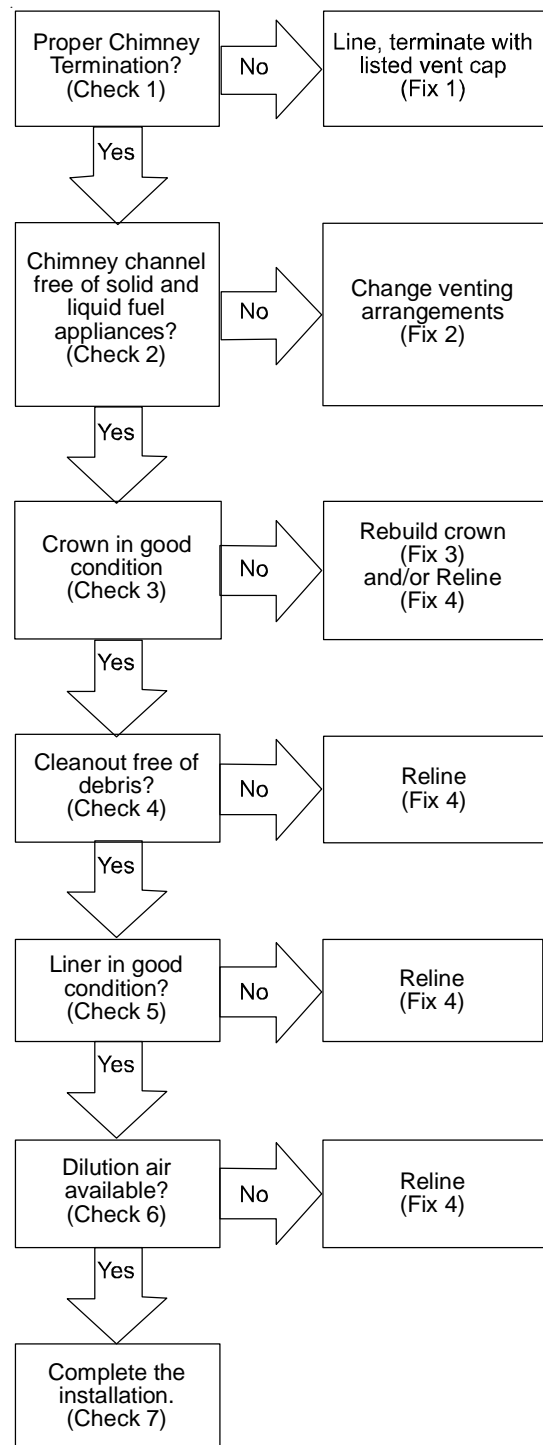 Proper Chimney
Termination?
(Check 1)
No
Line, terminate with
listed vent cap
(Fix 1)
Yes
Chimney channel
free of solid and
liquid fuel
appliances?
(Check 2)
No
Change venting
arrangements
(Fix 2)
Yes
Crown in good
condition
(Check 3)
No
Rebuild crown
(Fix 3)
and/or Reline
(Fix 4)
Yes
Cleanout free of
debris?
(Check 4)
No
Reline
(Fix 4)
Yes
Liner in good
condition?
(Check 5)
No
Reline
(Fix 4)
Yes
Dilution air
available?
(Check 6)
No
Reline
(Fix 4)
Yes
Complete the
installation.
(Check 7)